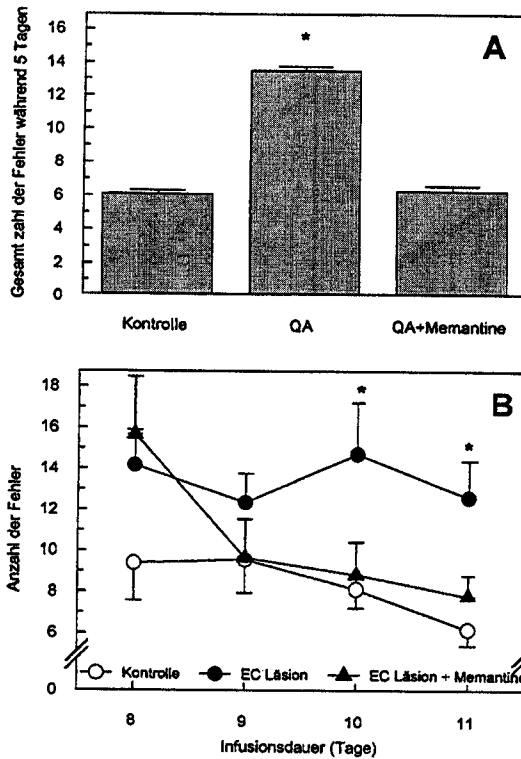 16
14
12
10
8
6
4
2
0
Gesamt zahl der Fehler während 5 Tagen
*
A
Kontrolle QA QA+Memantine
18
16
14
12
10
8
6
0
Anzahl der Fehler
* *
B
Kontrolle EC Läsion EC Läsion + Memantine
8 9 10 11
Infusionsdauer (Tage)